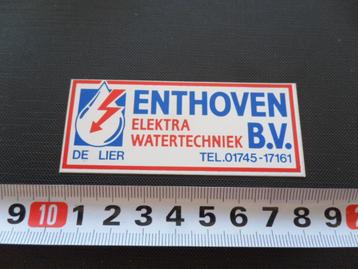 ENTHOVEN
ELEKTRA
WATERTECHNIEK B.V.
DE LIER TEL.01745-17161
9 10 1 2 3 4 5 6 7 8 9